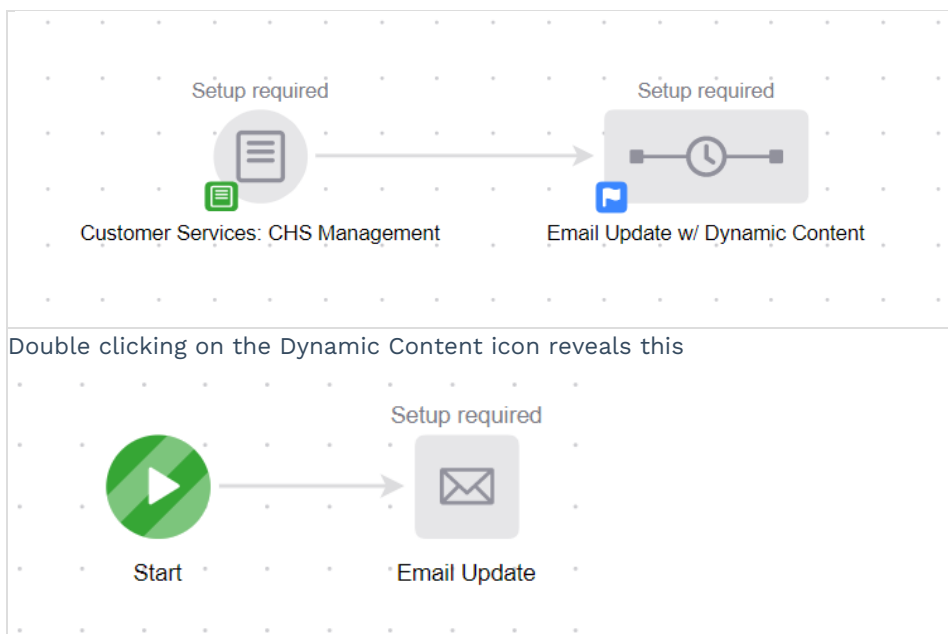 Setup required
Setup required
Customer Services: CHS Management
Email Update w/ Dynamic Content
Double clicking on the Dynamic Content icon reveals this
Setup required
Start
Email Update